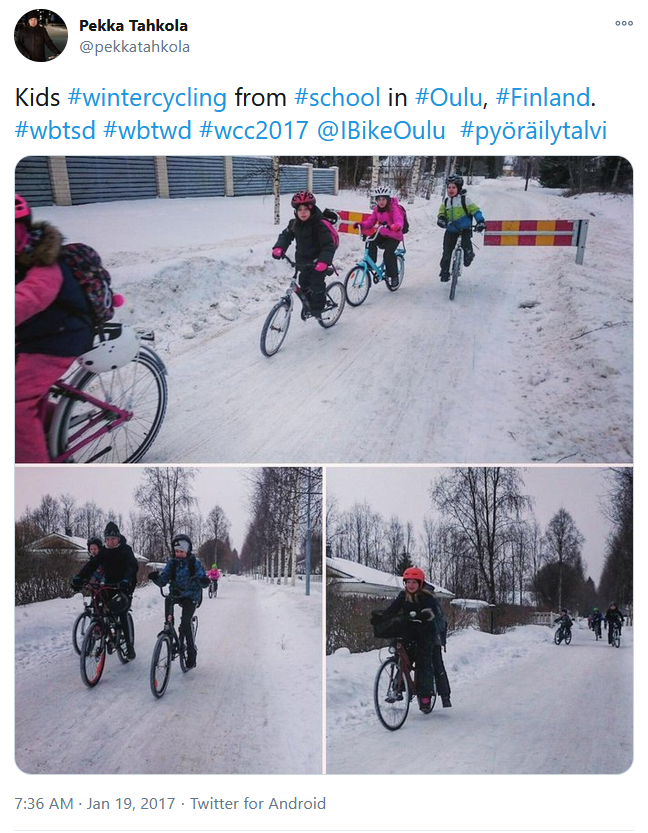 Pekka Tahkola
@pekkatahkola
Kids #wintercycling from #school in #Oulu, #Finland.
#wbtsd #wbtwd #wcc2017 @IBikeOulu #pyöräilytalvi
7:36 AM · Jan 19, 2017 · Twitter for Android